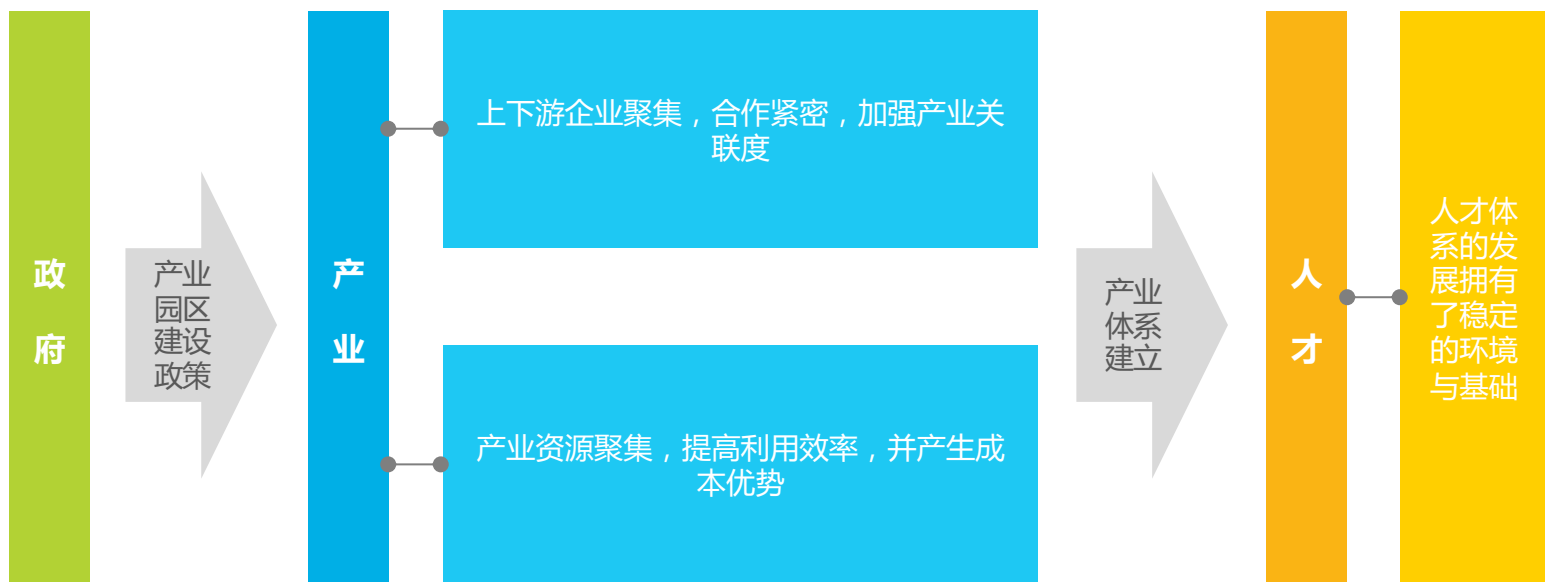 政
府
产业
园区
建设
政策
产
业
上下游企业聚集，合作紧密，加强产业关
联度
产业资源聚集，提高利用效率，并产生成
本优势
产业
体系
建立
人
才
人才体
系的发
展拥有
了稳定
的环境
与基础